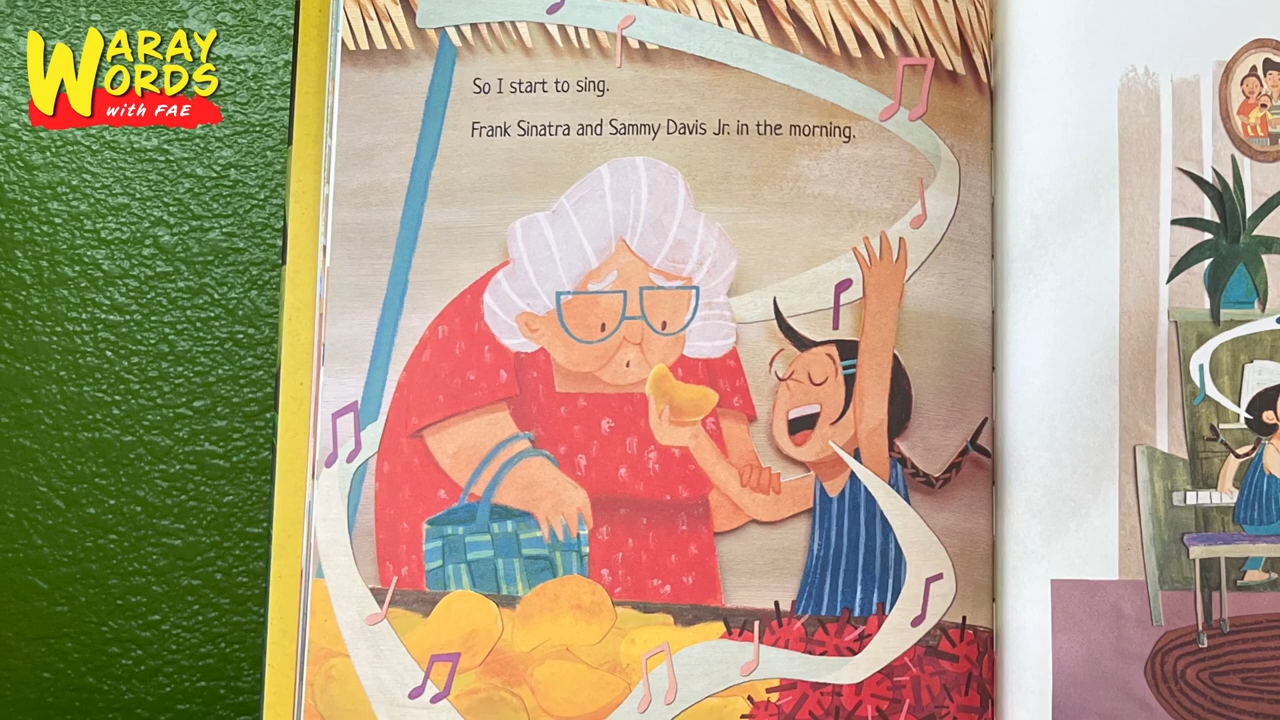 WARAY
WORDS
with FAE
So I start to sing.
Frank Sinatra and Sammy Davis Jr. in the morning.